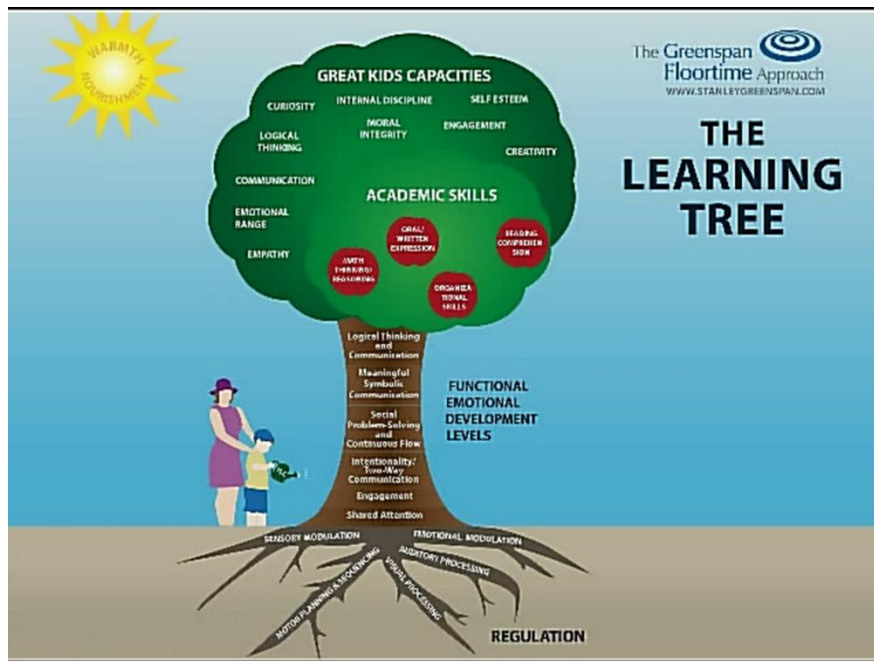 WARMTH
NOURISHMENT
The Greenspan
Floortime Approach
WWW.STANLEYGREENSPAN.COM
THE
LEARNING
TREE
GREAT KIDS CAPACITIES
CURIOSITY
INTERNAL DISCIPLINE
SELF ESTEEM
LOGICAL
THINKING
MORAL
INTEGRITY
ENGAGEMENT
CREATIVITY
COMMUNICATION
EMOTIONAL
RANGE
EMPATHY
ACADEMIC SKILLS
ORAL/
WRITTEN
EXPRESSION
READING
COMPREHEN
SION
MATH
THINKING/
REASONING
ORGANIZA
TIONAL
SKILLS
Logical Thinking
and
Communication
Meaningful
Symbolic
Communication
Social
Problem-Solving
and
Continuous Flow
Intentionality/
Two-Way
Communication
Engagement
Shared Attention
FUNCTIONAL
EMOTIONAL
DEVELOPMENT
LEVELS
SENSORY MODULATION
EMOTIONAL MODULATION
MOTOR PLANNING & SEQUENCING
VISUAL PROCESSING
AUDITORY PROCESSING
REGULATION